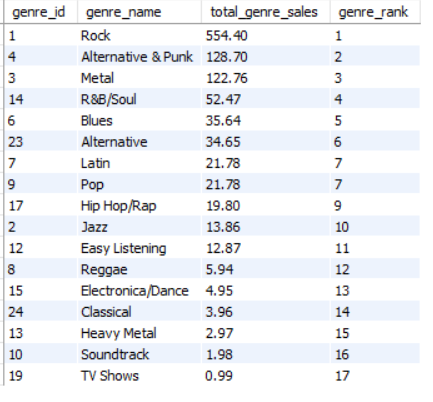 genre_id genre_name total_genre_sales genre_rank
1 Rock 554.40 1
4 Alternative & Punk 128.70 2
3 Metal 122.76 3
14 R&B/Soul 52.47 4
6 Blues 35.64 5
23 Alternative 34.65 6
7 Latin 21.78 7
9 Pop 21.78 7
17 Hip Hop/Rap 19.80 9
2 Jazz 13.86 10
12 Easy Listening 12.87 11
8 Reggae 5.94 12
15 Electronica/Dance 4.95 13
24 Classical 3.96 14
13 Heavy Metal 2.97 15
10 Soundtrack 1.98 16
19 TV Shows 0.99 17